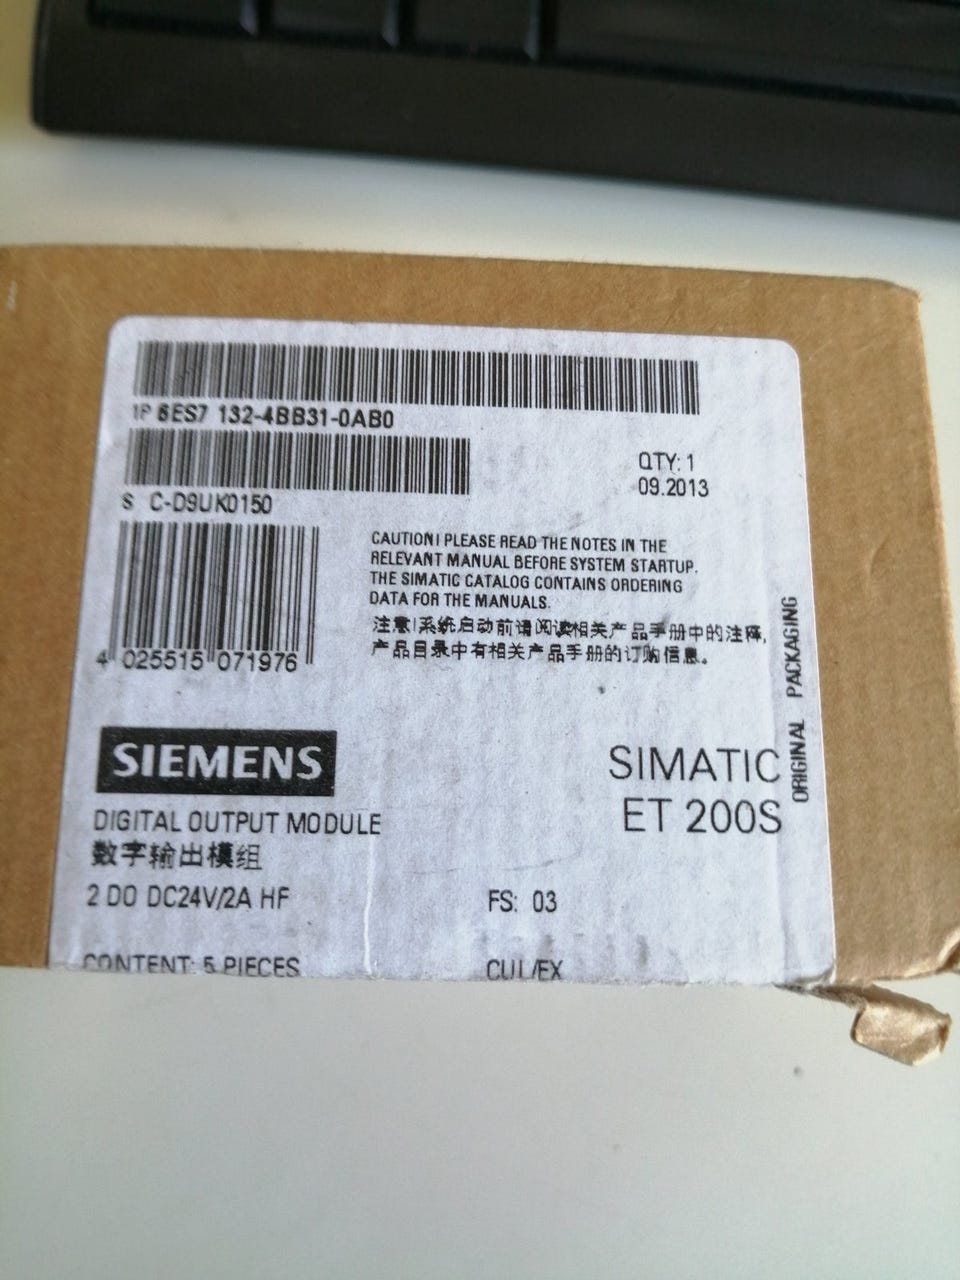 1P 6ES7 132-4BB31-0AB0
S C-D9UK0150
QTY: 1
09.2013
4 025515 071976
CAUTION! PLEASE READ THE NOTES IN THE
RELEVANT MANUAL BEFORE SYSTEM STARTUP.
THE SIMATIC CATALOG CONTAINS ORDERING
DATA FOR THE MANUALS.
注意!系统启动前请阅读相关产品手册中的注释,
产品目录中有相关产品手册的订购信息。
ORIGINAL PACKAGING
SIEMENS
SIMATIC
ET 200S
DIGITAL OUTPUT MODULE
数字输出模组
2 DO DC24V/2A HF
FS: 03
CONTENT: 5 PIECES
CUL/EX